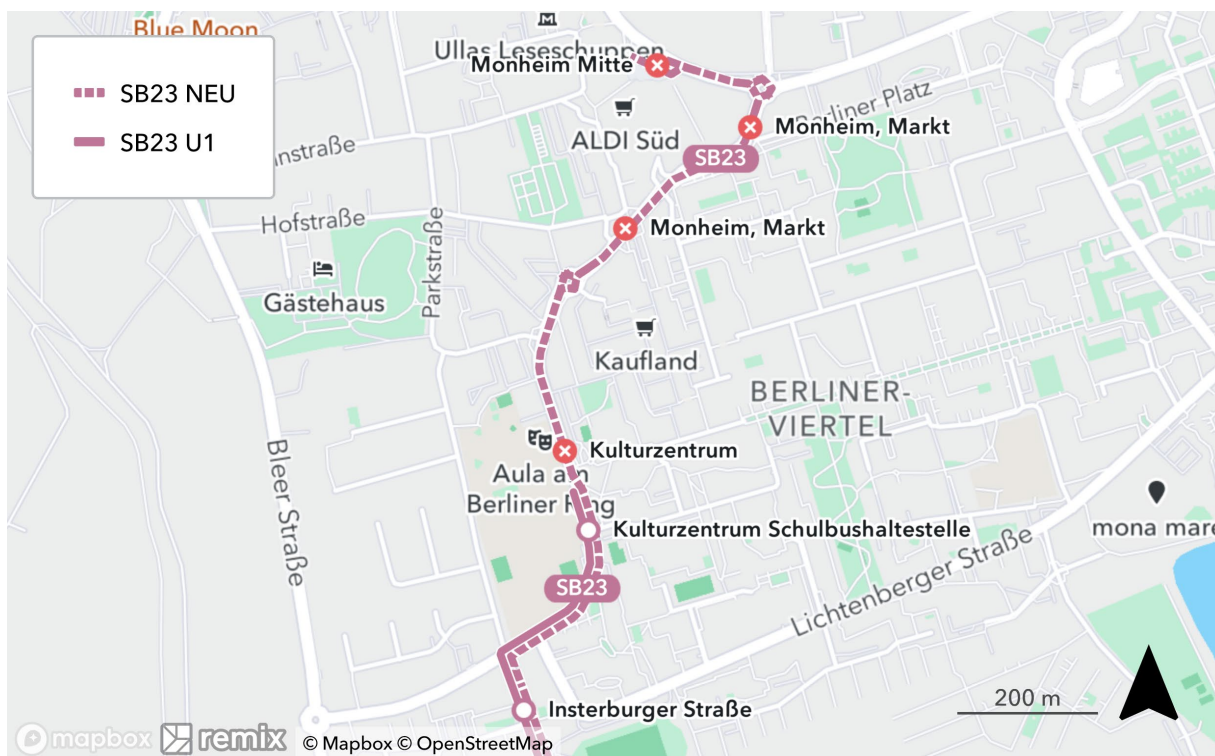 Blue Moon
SB23 NEU
SB23 U1
Ullas Leseschuppen
Monheim Mitte
ALDI Süd
Berliner Platz
Monheim, Markt
SB23
nstraße
Hofstraße
Monheim, Markt
Parkstraße
Gästehaus
Kaufland
BERLINER-
VIERTEL
Bleer Straße
Kulturzentrum
Aula am
Berliner Ring
Kulturzentrum Schulbushaltestelle
mona mare
SB23
Lichtenberger Straße
Insterburger Straße
200 m
mapbox remix © Mapbox © OpenStreetMap